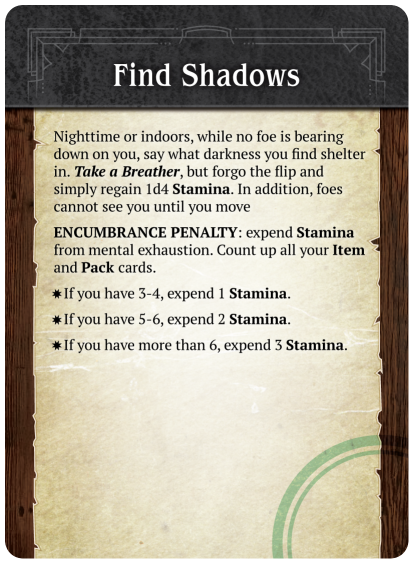 Find Shadows
Nighttime or indoors, while no foe is bearing
down on you, say what darkness you find shelter
in. Take a Breather, but forgo the flip and
simply regain 1d4 Stamina. In addition, foes
cannot see you until you move
ENCUMBRANCE PENALTY: expend Stamina
from mental exhaustion. Count up all your Item
and Pack cards.
✷If you have 3-4, expend 1 Stamina.
✷If you have 5-6, expend 2 Stamina.
✷If you have more than 6, expend 3 Stamina.